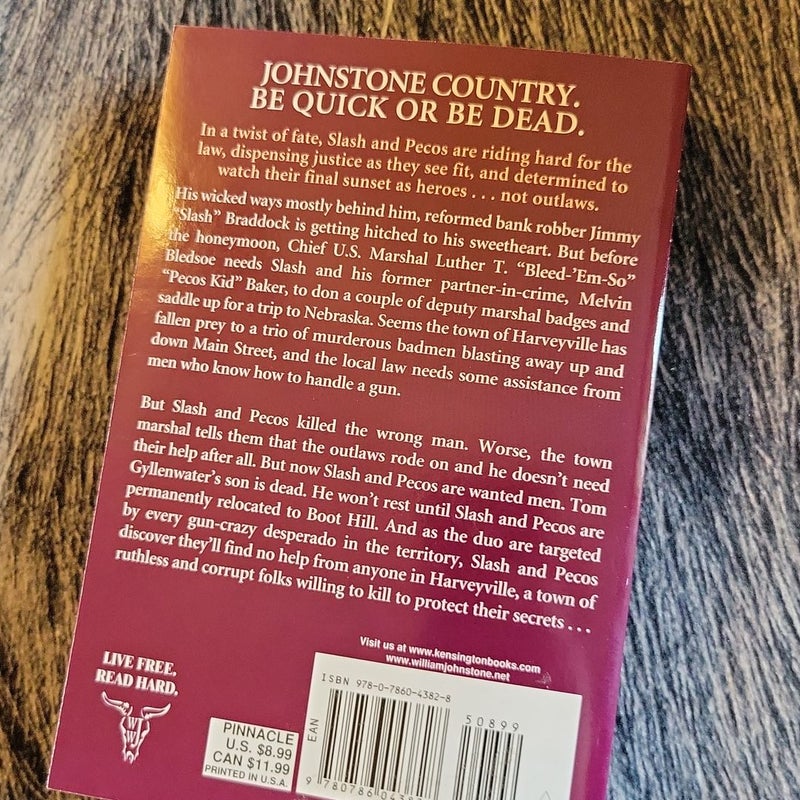 JOHNSTONE COUNTRY.
BE QUICK OR BE DEAD.
In a twist of fate, Slash and Pecos are riding hard for the
law, dispensing justice as they see fit, and determined to
watch their final sunset as heroes . . . not outlaws.
His wicked ways mostly behind him, reformed bank robber Jimmy
“Slash” Braddock is getting hitched to his sweetheart. But before
the honeymoon, Chief U.S. Marshal Luther T. “Bleed-’Em-So”
Bledsoe needs Slash and his former partner-in-crime, Melvin
“Pecos Kid” Baker, to don a couple of deputy marshal badges and
saddle up for a trip to Nebraska. Seems the town of Harveyville has
fallen prey to a trio of murderous badmen blasting away up and
down Main Street, and the local law needs some assistance from
men who know how to handle a gun.
But Slash and Pecos killed the wrong man. Worse, the town
marshal tells them that the outlaws rode on and he doesn’t need
their help after all. But now Slash and Pecos are wanted men. Tom
Gyllenwater’s son is dead. He won’t rest until Slash and Pecos are
permanently relocated to Boot Hill. And as the duo are targeted
by every gun-crazy desperado in the territory, Slash and Pecos
discover they’ll find no help from anyone in Harveyville, a town of
ruthless and corrupt folks willing to kill to protect their secrets . . .
Visit us at www.kensingtonbooks.com
www.williamjohnstone.net
LIVE FREE.
READ HARD.
WJ
PINNACLE
U.S. $8.99
CAN $11.99
PRINTED IN U.S.A.
ISBN 978-0-7860-4382-8
50899
EAN
9 780786 0438